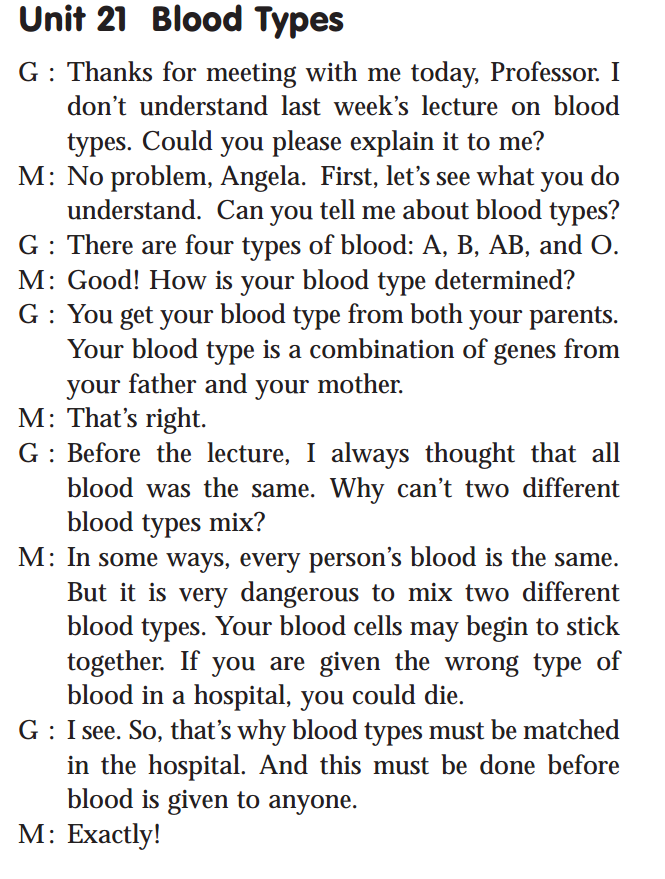 Unit 21 Blood Types
G : Thanks for meeting with me today, Professor. I
don't understand last week's lecture on blood
types. Could you please explain it to me?
M: No problem, Angela. First, let's see what you do
understand. Can you tell me about blood types?
G : There are four types of blood: A, B, AB, and O.
M: Good! How is your blood type determined?
G : You get your blood type from both your parents.
Your blood type is a combination of genes from
your father and your mother.
M: That's right.
G : Before the lecture, I always thought that all
blood was the same. Why can't two different
blood types mix?
M: In some ways, every person's blood is the same.
But it is very dangerous to mix two different
blood types. Your blood cells may begin to stick
together. If you are given the wrong type of
blood in a hospital, you could die.
G : I see. So, that's why blood types must be matched
in the hospital. And this must be done before
blood is given to anyone.
M: Exactly!